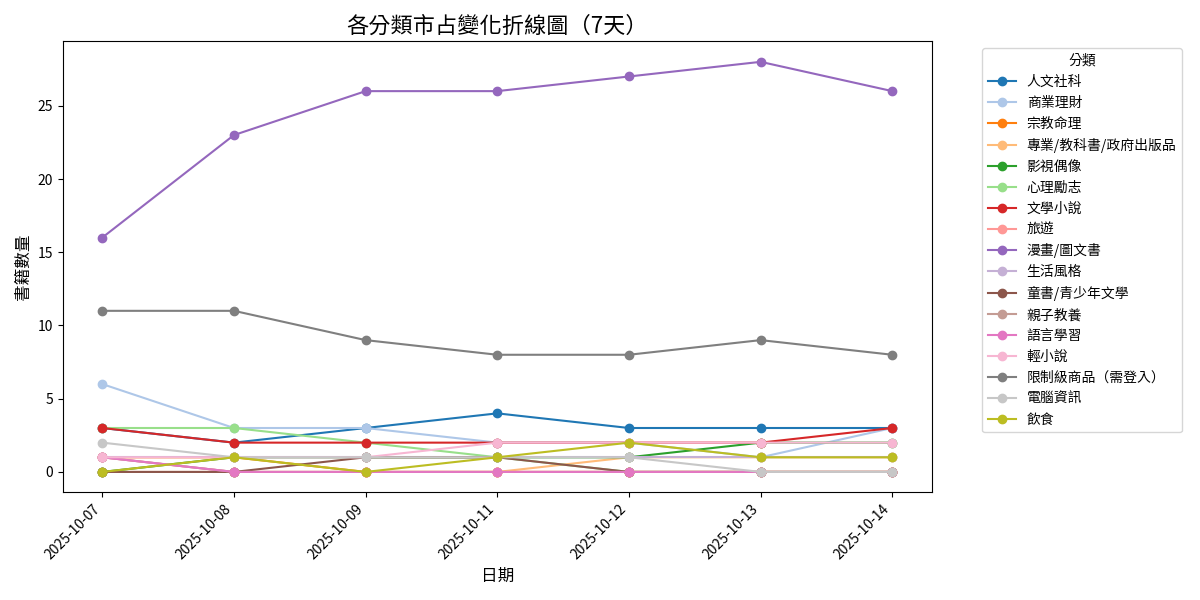 各分類市占變化折線圖（7天）
書籍數量
25
20
15
10
5
0
2025-10-07
2025-10-08
2025-10-09
2025-10-11
2025-10-12
2025-10-13
2025-10-14
日期
分類
人文社科
商業理財
宗教命理
專業/教科書/政府出版品
影視偶像
心理勵志
文學小說
旅遊
漫畫/圖文書
生活風格
童書/青少年文學
親子教養
語言學習
輕小說
限制級商品（需登入）
電腦資訊
飲食